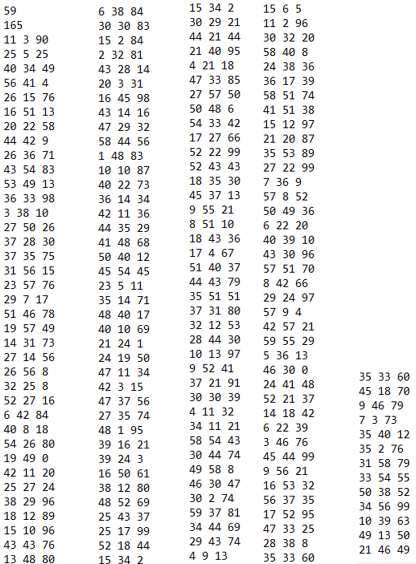 59
165
11 3 90
25 5 25
40 34 49
56 41 4
26 15 76
16 51 13
20 22 58
44 42 9
26 36 71
43 54 83
53 49 13
36 33 98
3 38 10
27 50 26
37 28 30
37 35 75
31 56 15
23 57 76
29 7 17
51 46 78
19 57 49
14 31 73
27 14 56
26 56 8
32 25 8
52 27 16
6 42 84
40 8 18
54 26 80
19 49 0
42 11 20
25 27 24
38 29 96
18 12 89
15 10 96
43 43 76
13 48 80
6 38 84
30 30 83
15 2 84
2 32 81
43 28 14
20 3 31
16 45 98
43 14 16
47 29 32
58 44 56
1 48 83
10 10 87
40 22 73
36 14 34
42 11 36
44 35 29
41 48 68
50 40 12
45 54 45
23 5 11
35 14 71
48 40 17
40 10 69
21 24 1
24 19 50
47 11 34
42 3 15
47 37 56
27 35 74
48 1 95
39 16 21
39 24 3
16 50 61
38 12 80
48 52 69
25 43 37
25 17 99
52 18 44
15 34 2
15 34 2
30 29 21
44 21 44
21 40 95
4 21 18
47 33 85
27 57 50
50 48 6
54 33 42
17 27 66
52 22 99
52 43 43
18 35 30
45 37 13
9 55 21
8 51 10
18 43 36
17 4 67
51 40 37
44 43 79
35 51 51
37 31 80
32 12 53
28 44 30
10 13 97
9 52 41
37 21 91
30 30 39
4 11 32
34 11 21
58 54 43
30 44 74
49 58 8
46 30 47
30 2 74
59 37 81
34 44 69
29 43 74
4 9 13
15 6 5
11 2 96
30 32 20
58 40 8
24 38 36
36 17 39
58 51 74
41 51 38
15 12 97
21 20 87
35 53 89
27 22 99
7 36 9
57 8 52
50 49 36
6 22 20
40 39 10
43 30 96
57 51 70
8 42 66
29 24 97
57 9 4
42 57 21
59 55 29
5 36 13
46 30 0
24 41 48
52 21 37
14 18 42
6 22 39
3 46 76
45 44 99
9 56 21
16 53 32
56 37 35
17 52 95
47 33 25
28 38 8
35 33 60
35 33 60
45 18 70
9 46 79
7 3 73
35 40 12
35 2 76
31 58 79
33 54 55
50 38 52
34 56 99
10 39 63
49 13 50
21 46 49